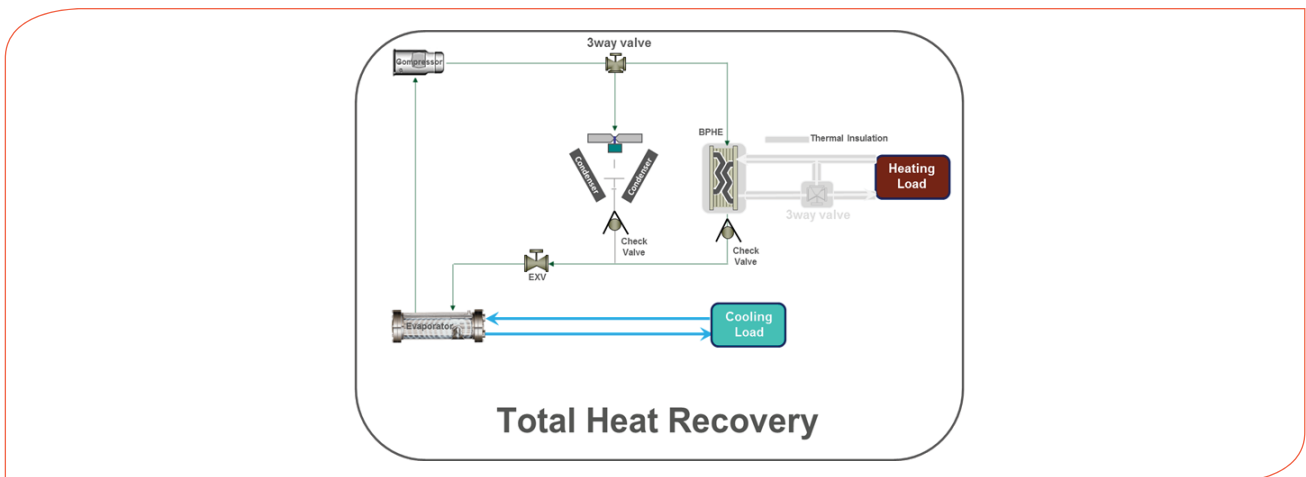 3way valve
Compressor
BPHE
Thermal Insulation
Condenser
Condenser
Heating
Load
3way valve
Check
Valve
Check
Valve
EXV
Evaporator
Cooling
Load
Total Heat Recovery